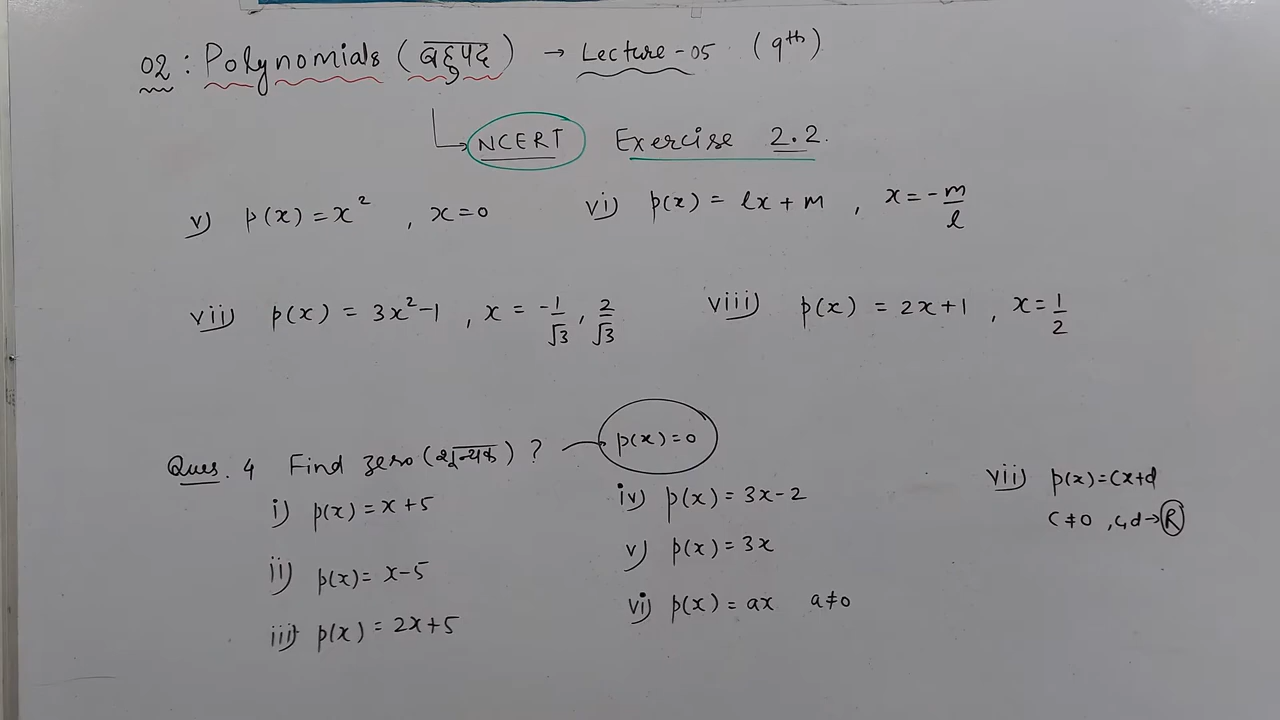 02 : Polynomials (बहुपद) → Lecture-05 (9th)
NCERT Exercise 2.2.
v) p(x) = x² , x=0
vi) p(x) = lx + m , x = -m/l
vii) p(x) = 3x²-1 , x = -1/√3 , 2/√3
viii) p(x) = 2x+1 , x = 1/2
Ques. 4 Find zero (शून्यक) ? p(x)=0
i) p(x) = x+5
ii) p(x) = x-5
iii) p(x) = 2x+5
iv) p(x) = 3x-2
v) p(x) = 3x
vi) p(x) = ax a≠0
vii) p(x)=cx+d
c≠0 , c,d→R